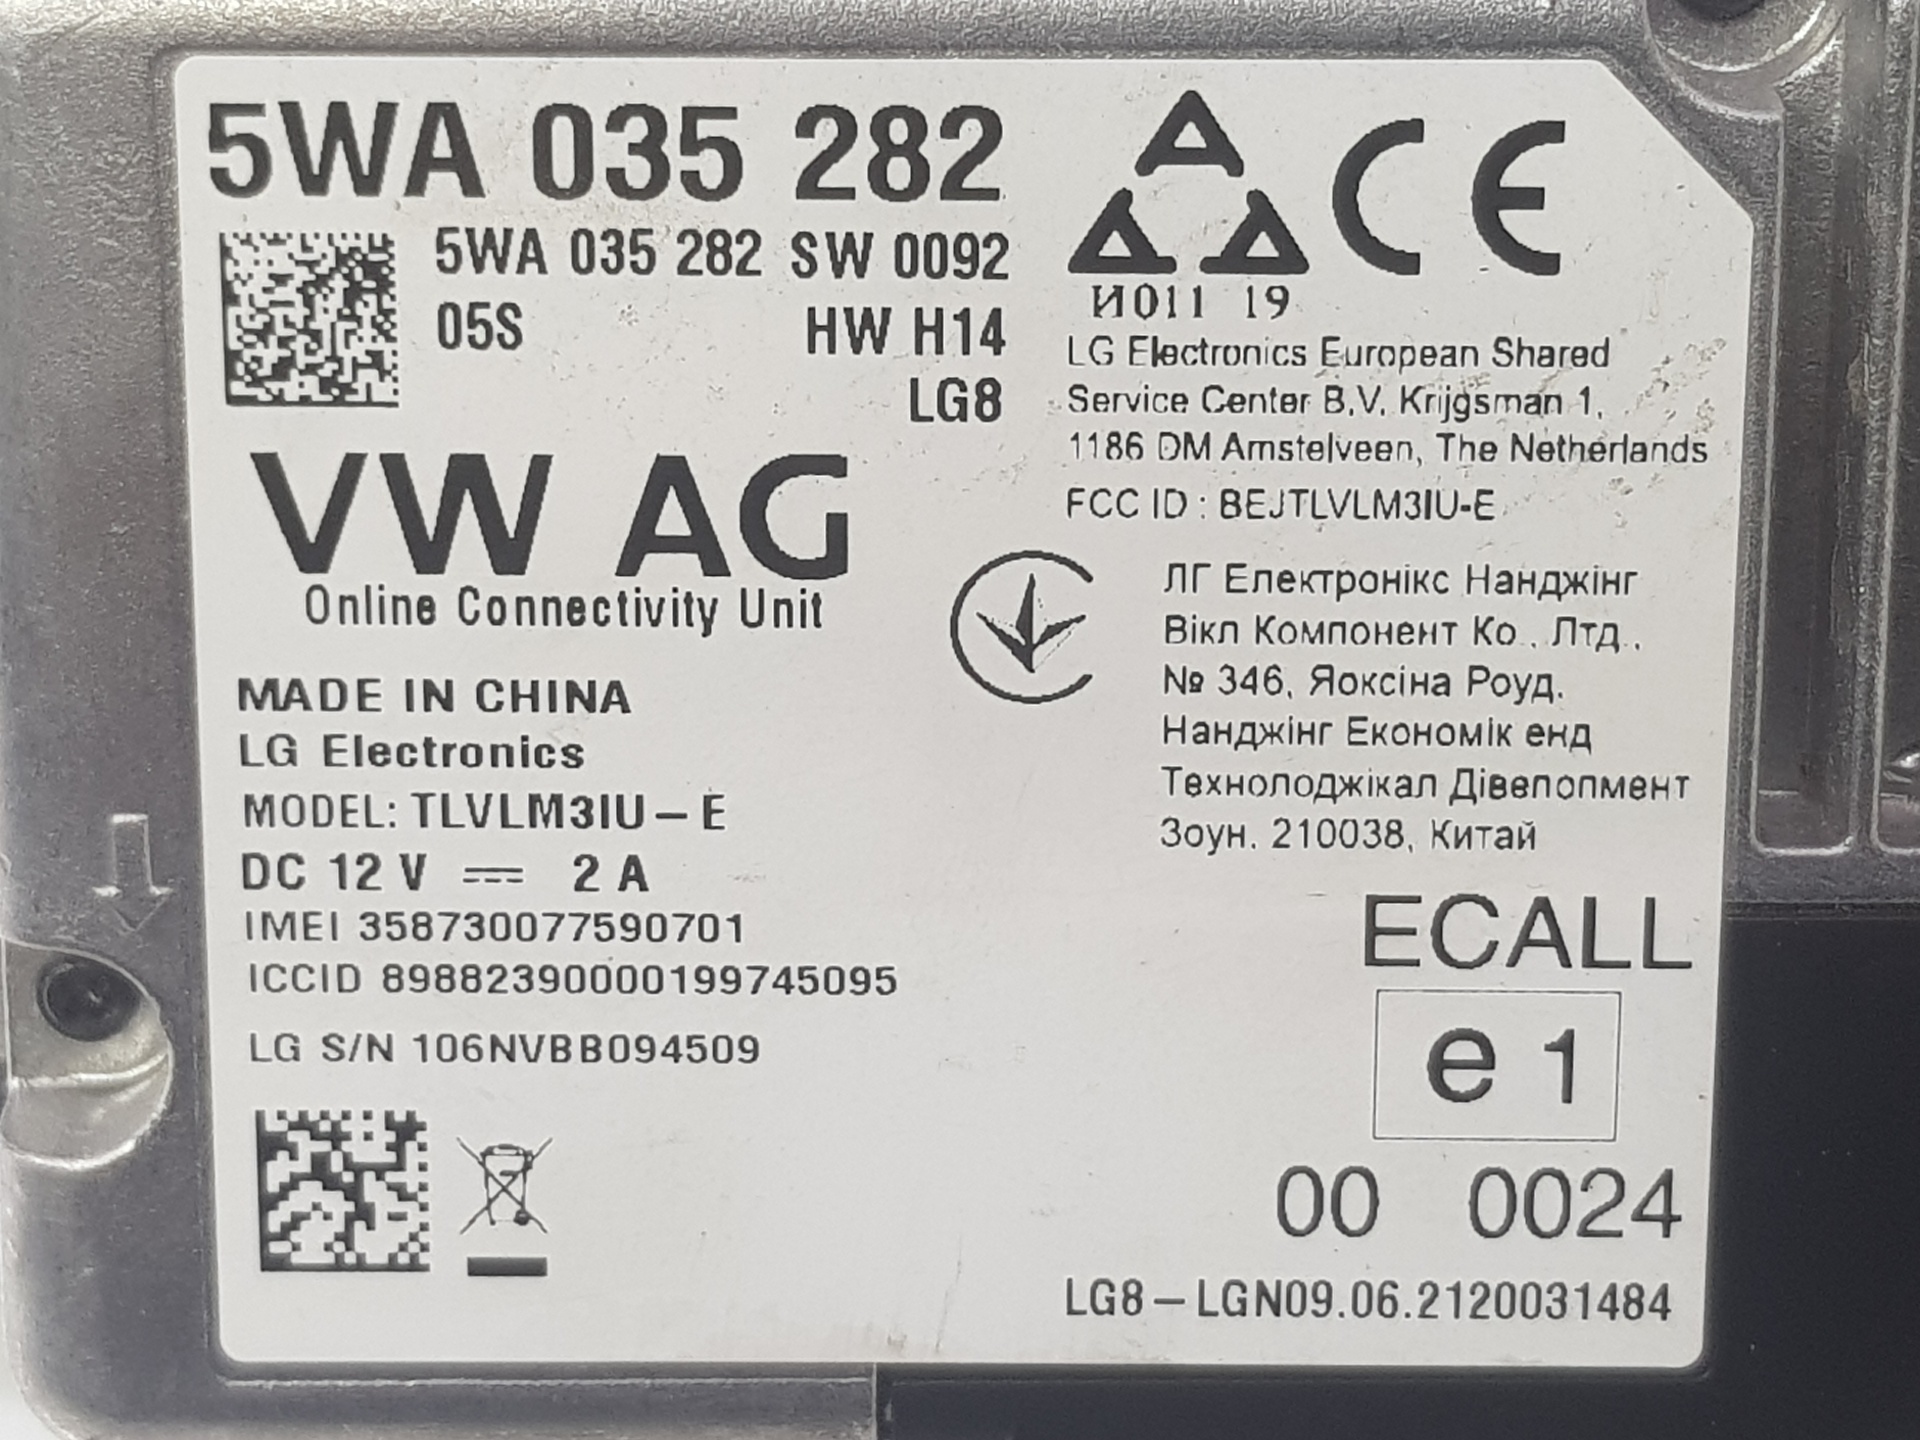 5WA 035 282
5WA 035 282 SW 0092
05S HW H14
LG8
VW AG
Online Connectivity Unit
MADE IN CHINA
LG Electronics
MODEL: TLVLM3IU-E
DC 12 V 2 A
IMEI 358730077590701
ICCID 89882390000199745095
LG S/N 106NVBB094509
CE
И011 19
LG Electronics European Shared
Service Center B.V. Krijgsman 1,
1186 DM Amstelveen, The Netherlands
FCC ID : BEJTLVLM3IU-E
ЛГ Електронікс Нанджінг
Вікл Компонент Ко., Лтд.,
№ 346, Яоксіна Роуд.
Нанджінг Економік енд
Технолоджікал Дівелопмент
Зоун. 210038, Китай
ECALL
e 1
00 0024
LG8-LGN09.06.2120031484